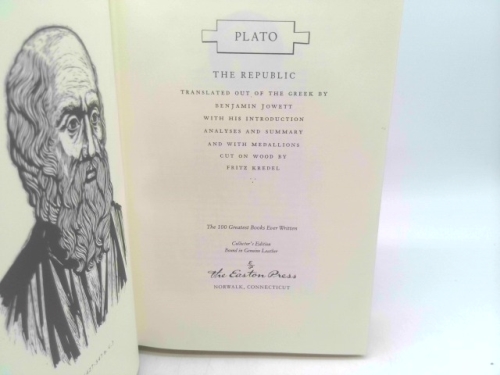 PLATO
THE REPUBLIC
TRANSLATED OUT OF THE GREEK BY
BENJAMIN JOWETT
WITH HIS INTRODUCTION
ANALYSES AND SUMMARY
AND WITH MEDALLIONS
CUT ON WOOD BY
FRITZ KREDEL
The 100 Greatest Books Ever Written
Collector's Edition
Bound in Genuine Leather
The Easton Press
NORWALK, CONNECTICUT